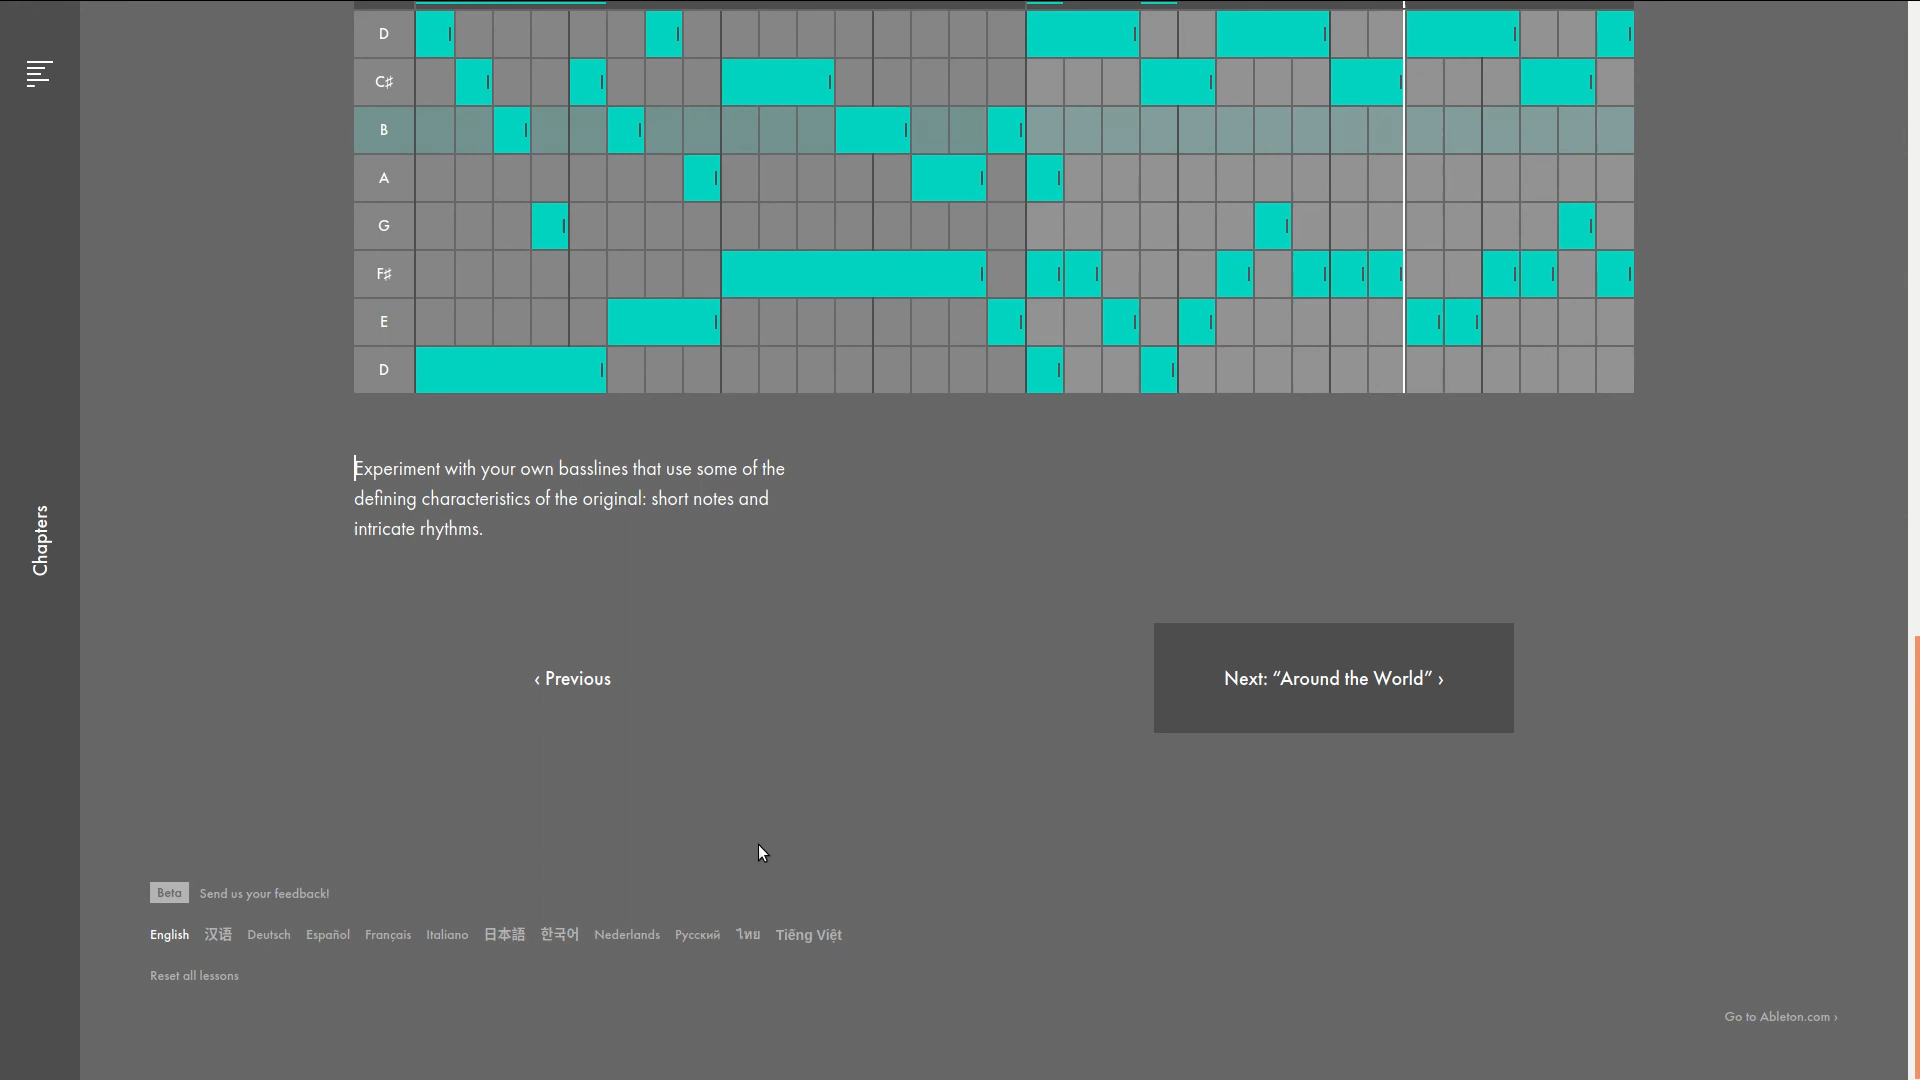 D
C♯
B
A
G
F♯
E
D
Chapters
Experiment with your own basslines that use some of the
defining characteristics of the original: short notes and
intricate rhythms.
‹ Previous
Next: “Around the World” ›
Beta Send us your feedback!
English 汉语 Deutsch Español Français Italiano 日本語 한국어 Nederlands Русский ไทย Tiếng Việt
Reset all lessons
Go to Ableton.com ›